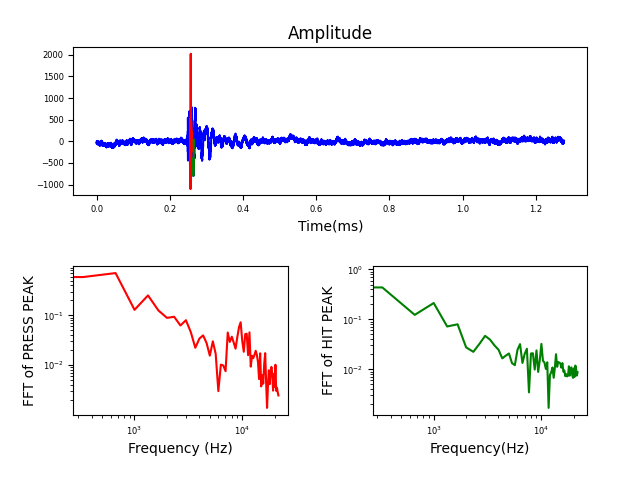 Amplitude
2000
1500
1000
500
0
−500
−1000
0.0 0.2 0.4 0.6 0.8 1.0 1.2
Time(ms)
FFT of PRESS PEAK
10⁻¹
10⁻²
10³ 10⁴
Frequency (Hz)
FFT of HIT PEAK
10⁰
10⁻¹
10⁻²
10³ 10⁴
Frequency(Hz)